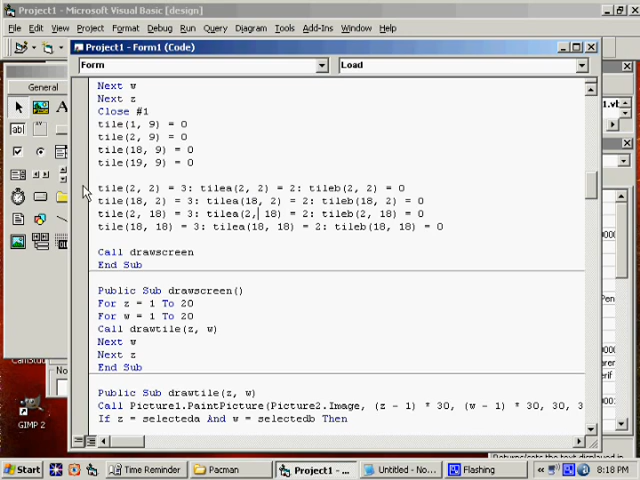 Project1 - Microsoft Visual Basic [design]
File Edit View Project Format Debug Run Query Diagram Tools Add-Ins Window Help
Project1 - Form1 (Code)
Form Load
General
Next w
Next z
Close #1
tile(1, 9) = 0
tile(2, 9) = 0
tile(18, 9) = 0
tile(19, 9) = 0
tile(2, 2) = 3: tilea(2, 2) = 2: tileb(2, 2) = 0
tile(18, 2) = 3: tilea(18, 2) = 2: tileb(18, 2) = 0
tile(2, 18) = 3: tilea(2, 18) = 2: tileb(2, 18) = 0
tile(18, 18) = 3: tilea(18, 18) = 2: tileb(18, 18) = 0
Call drawscreen
End Sub
Public Sub drawscreen()
For z = 1 To 20
For w = 1 To 20
Call drawtile(z, w)
Next w
Next z
End Sub
Public Sub drawtile(z, w)
Call Picture1.PaintPicture(Picture2.Image, (z - 1) * 30, (w - 1) * 30, 30, 3
If z = selecteda And w = selectedb Then
GIMP 2
Start Time Reminder Pacman Project1 - ... Untitled - No... Flashing 8:18 PM